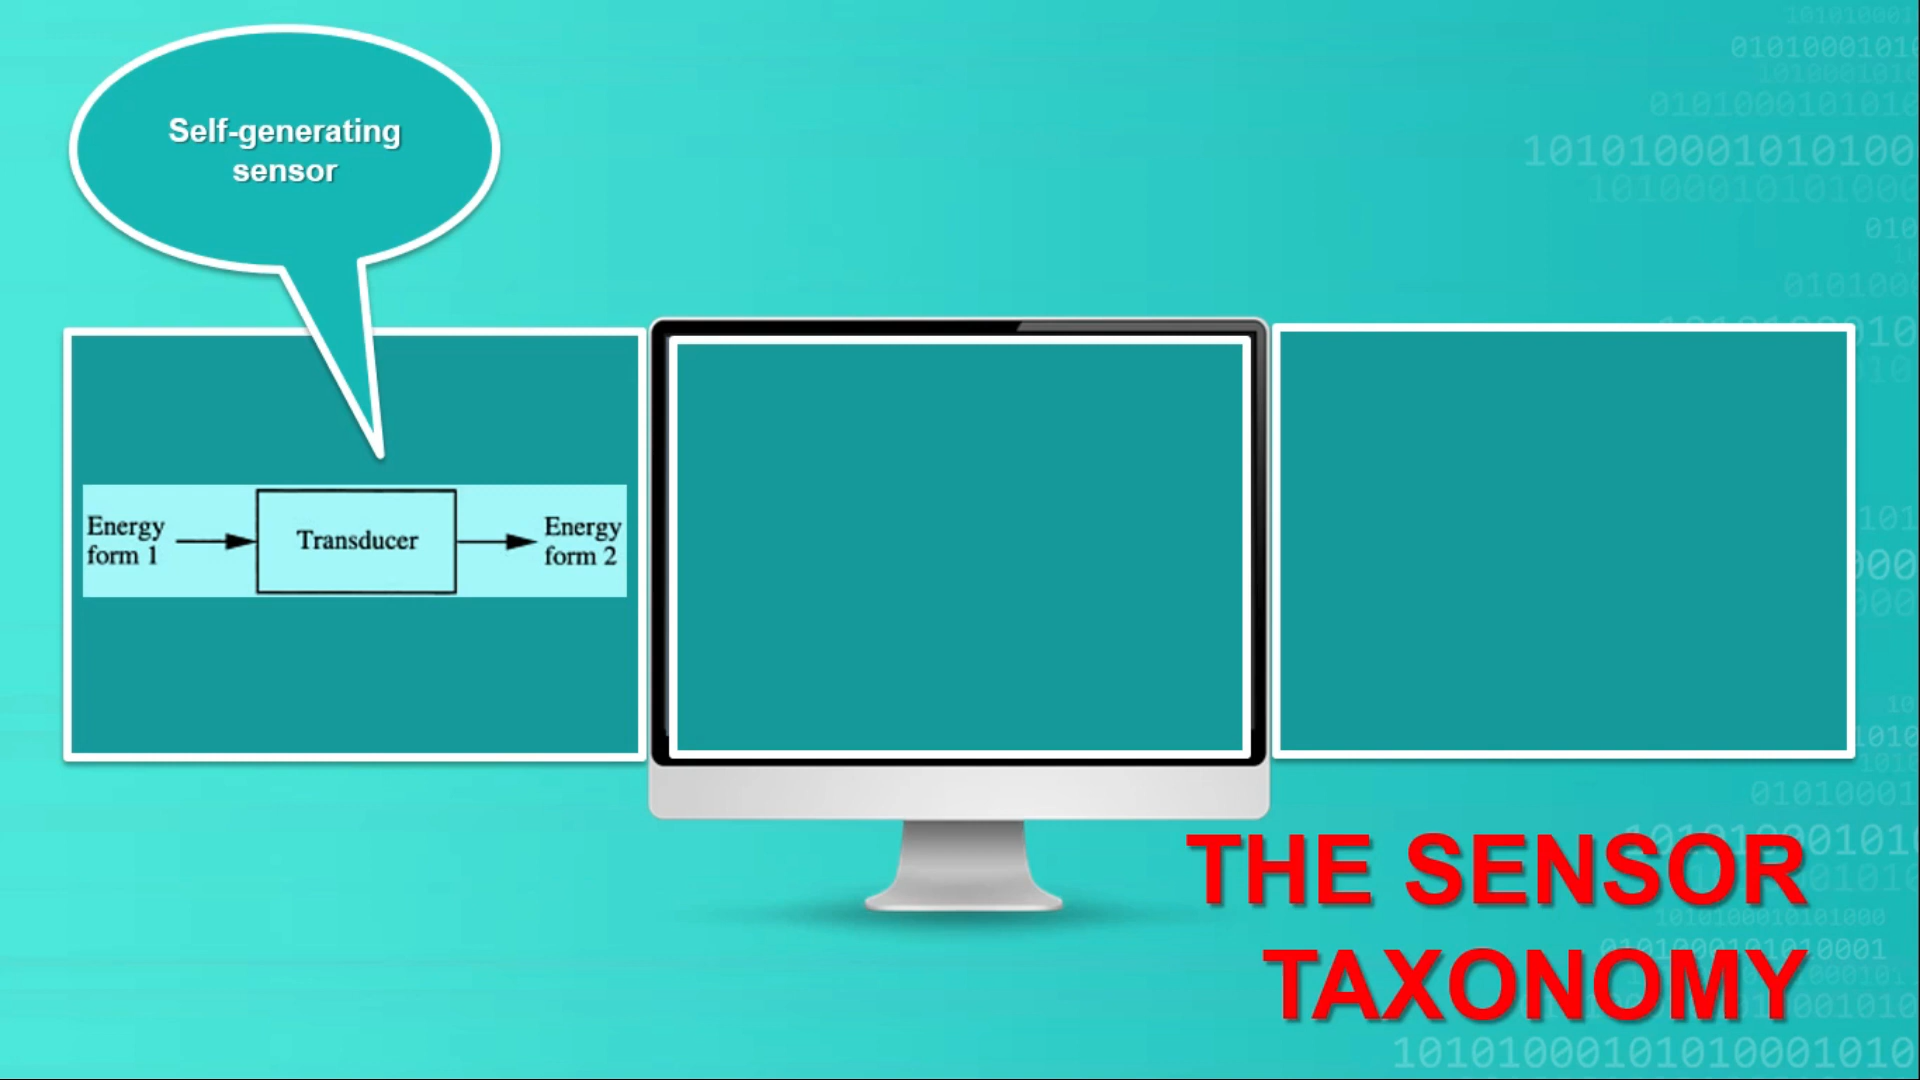 Self-generating
sensor
Energy
form 1
Transducer
Energy
form 2
THE SENSOR
TAXONOMY